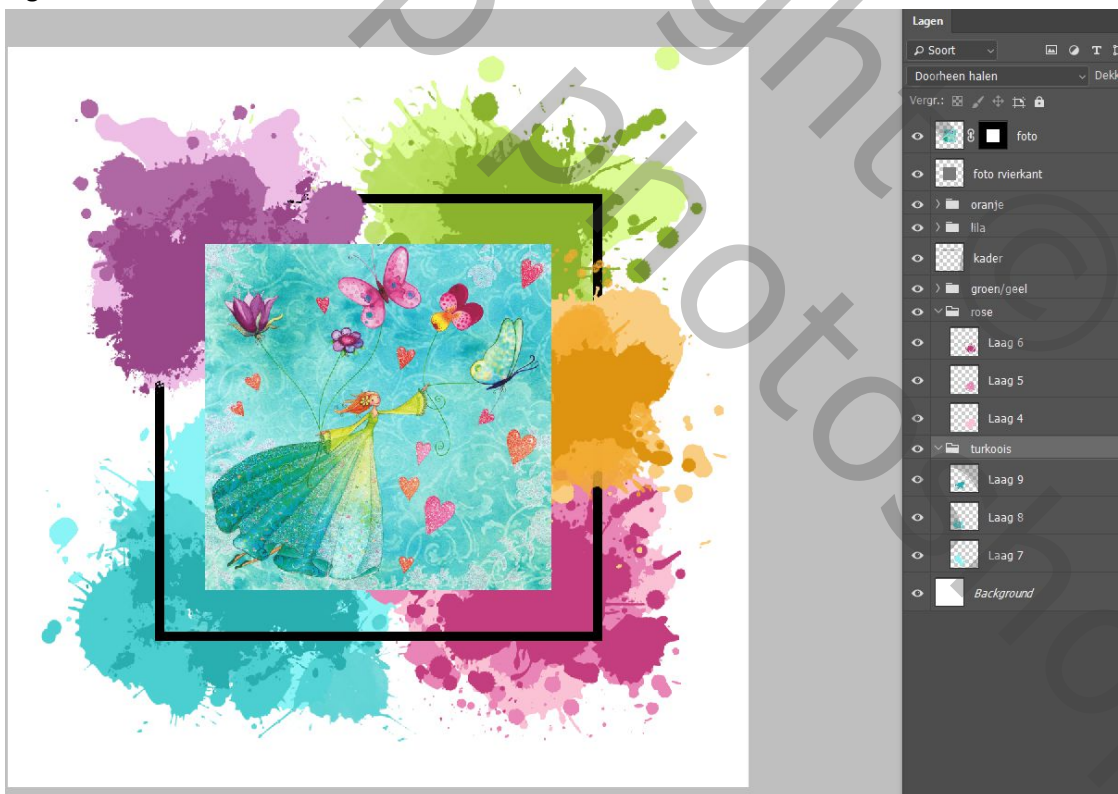 Lagen
Soort
Doorheen halen Dekk
Vergr.:
foto
foto rvierkant
oranje
lila
kader
groen/geel
rose
Laag 6
Laag 5
Laag 4
turkoois
Laag 9
Laag 8
Laag 7
Background